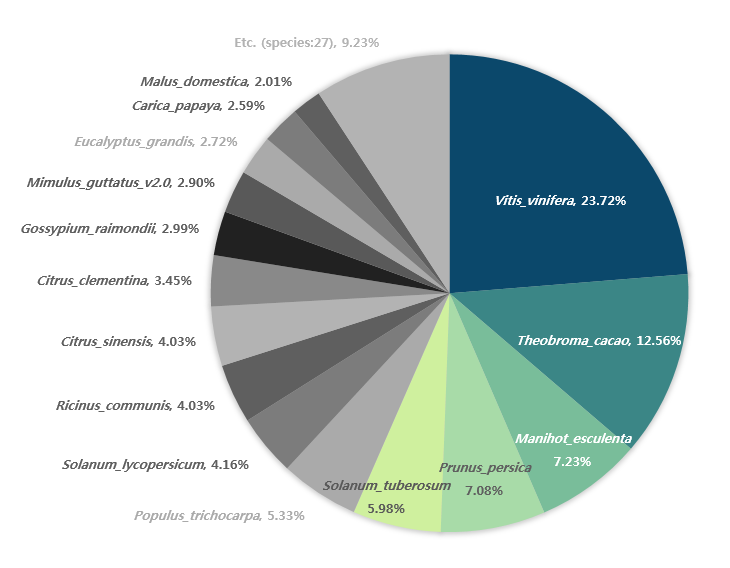 Etc. (species:27), 9.23%
Malus_domestica, 2.01%
Carica_papaya, 2.59%
Eucalyptus_grandis, 2.72%
Mimulus_guttatus_v2.0, 2.90%
Gossypium_raimondii, 2.99%
Citrus_clementina, 3.45%
Citrus_sinensis, 4.03%
Ricinus_communis, 4.03%
Solanum_lycopersicum, 4.16%
Populus_trichocarpa, 5.33%
Solanum_tuberosum
5.98%
Prunus_persica
7.08%
Manihot_esculenta
7.23%
Theobroma_cacao, 12.56%
Vitis_vinifera, 23.72%